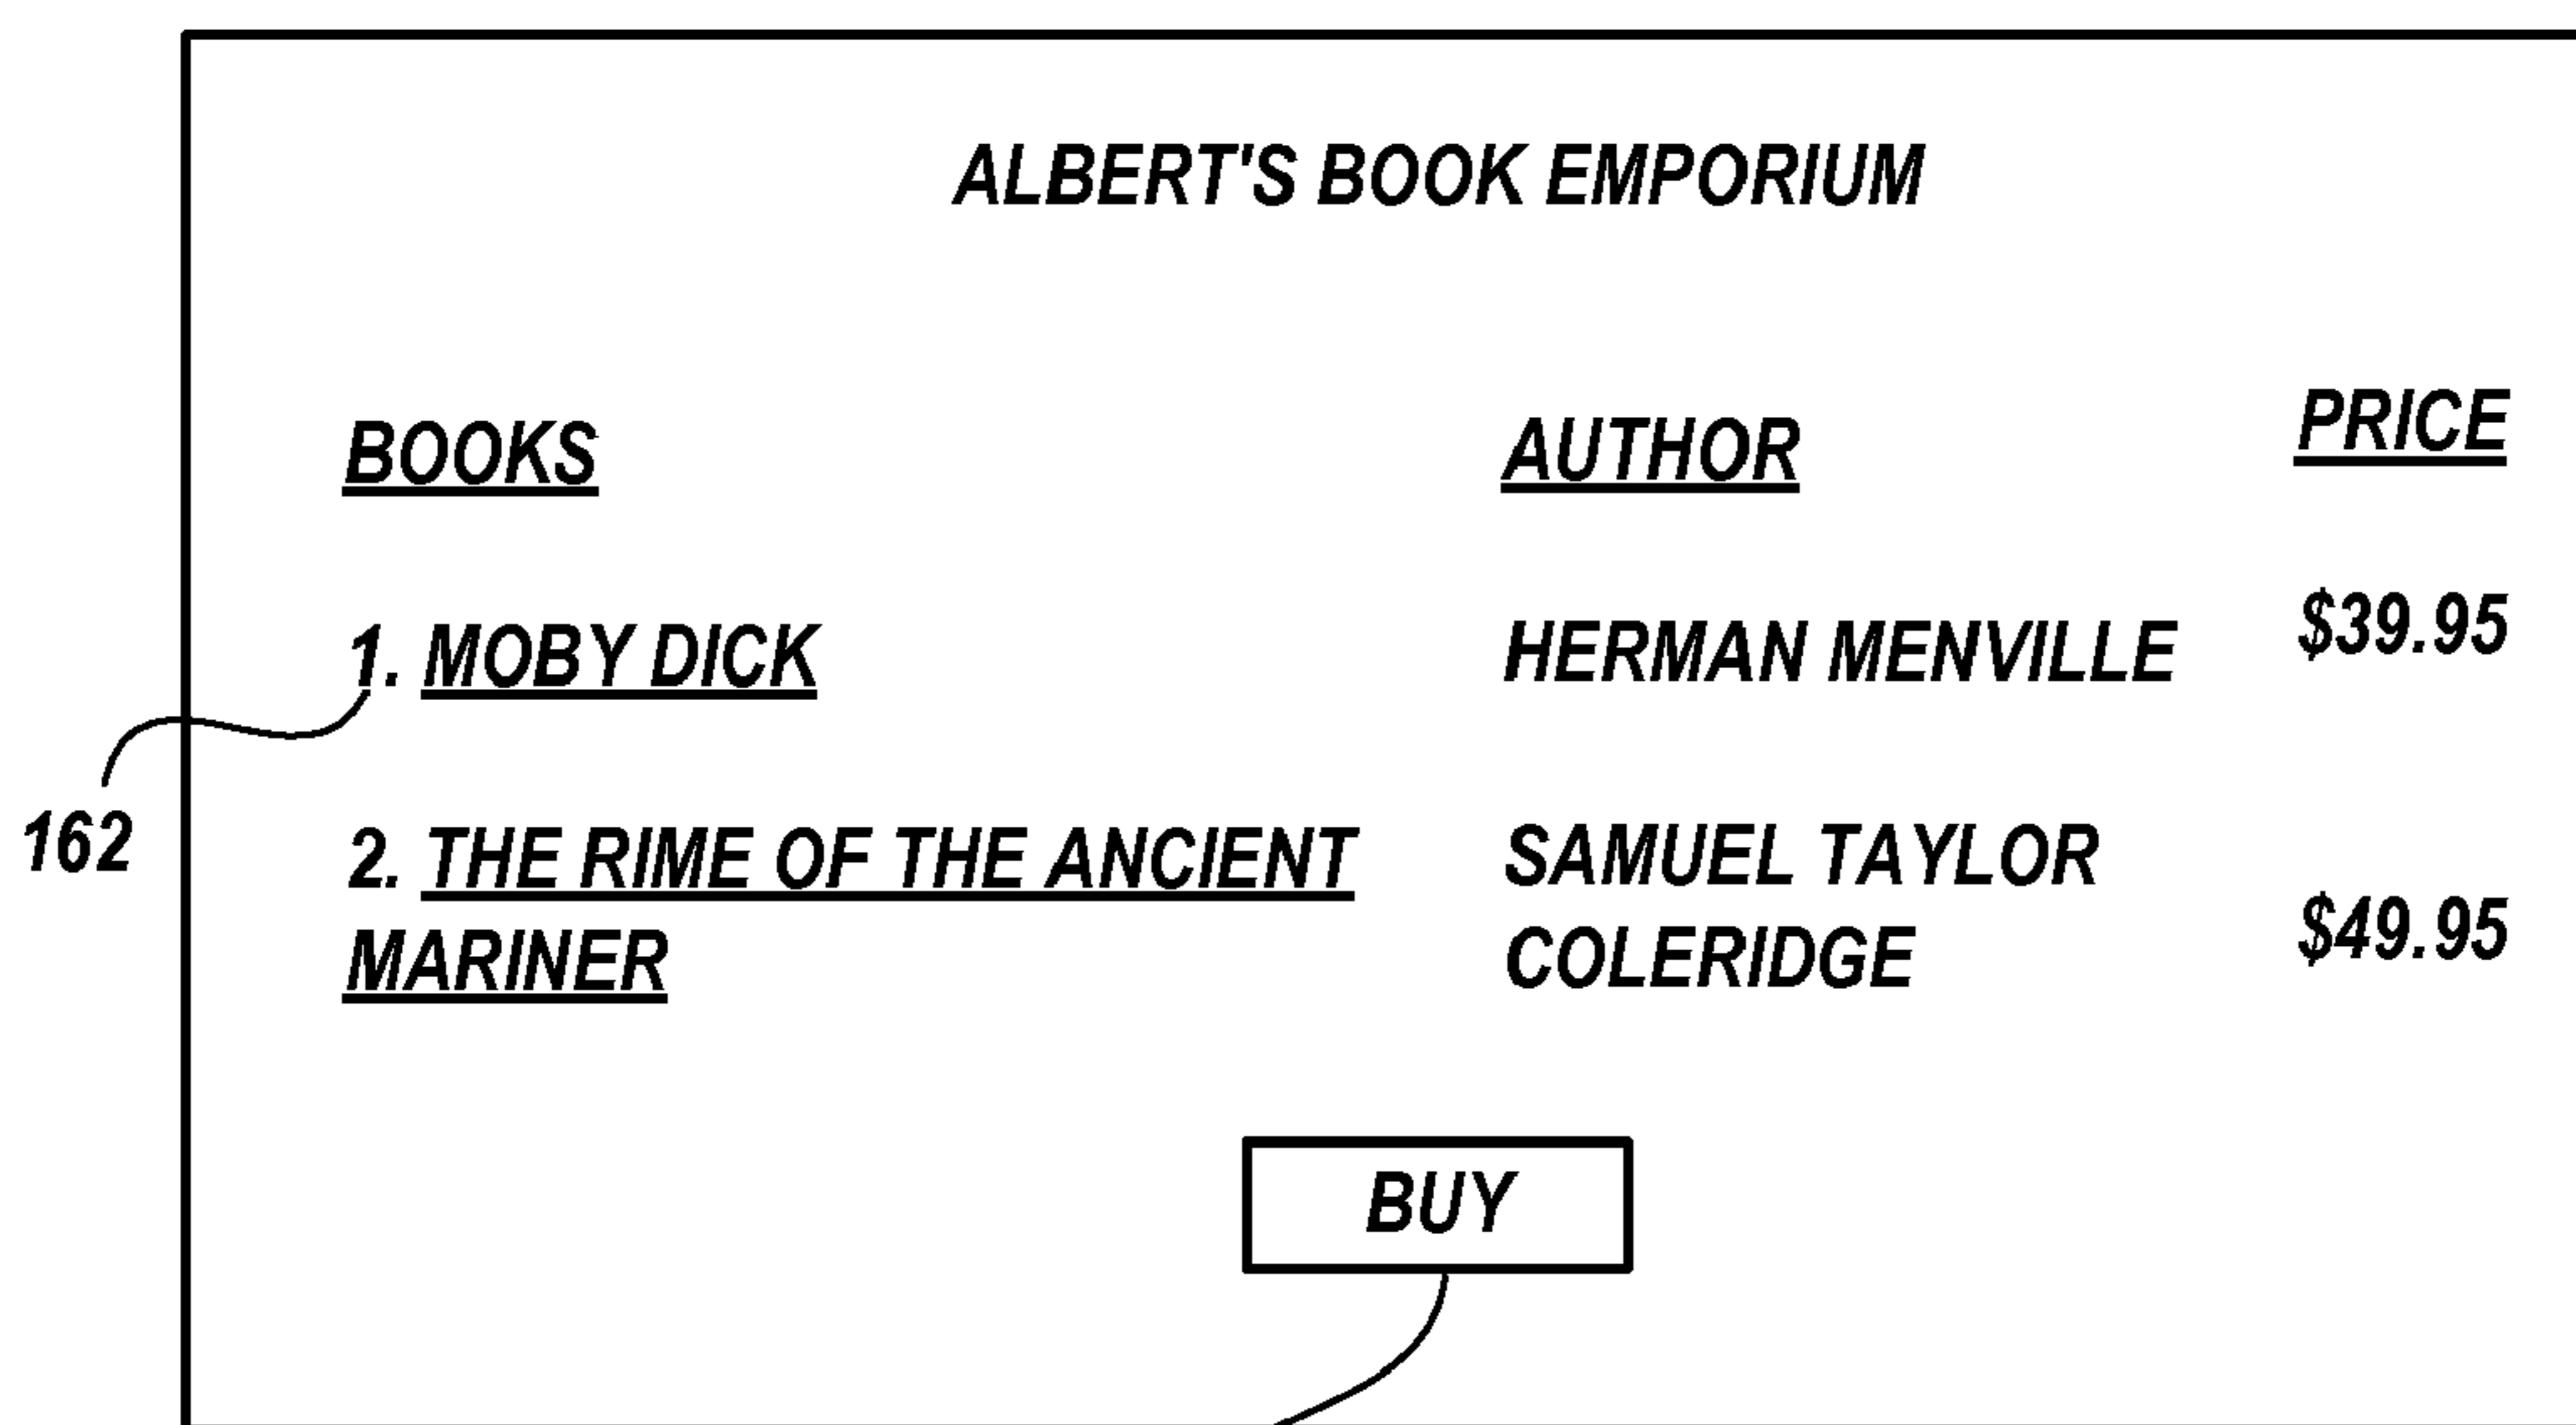 ALBERT'S BOOK EMPORIUM
BOOKS AUTHOR PRICE
1. MOBY DICK HERMAN MENVILLE $39.95
162
2. THE RIME OF THE ANCIENT SAMUEL TAYLOR
MARINER COLERIDGE $49.95
BUY